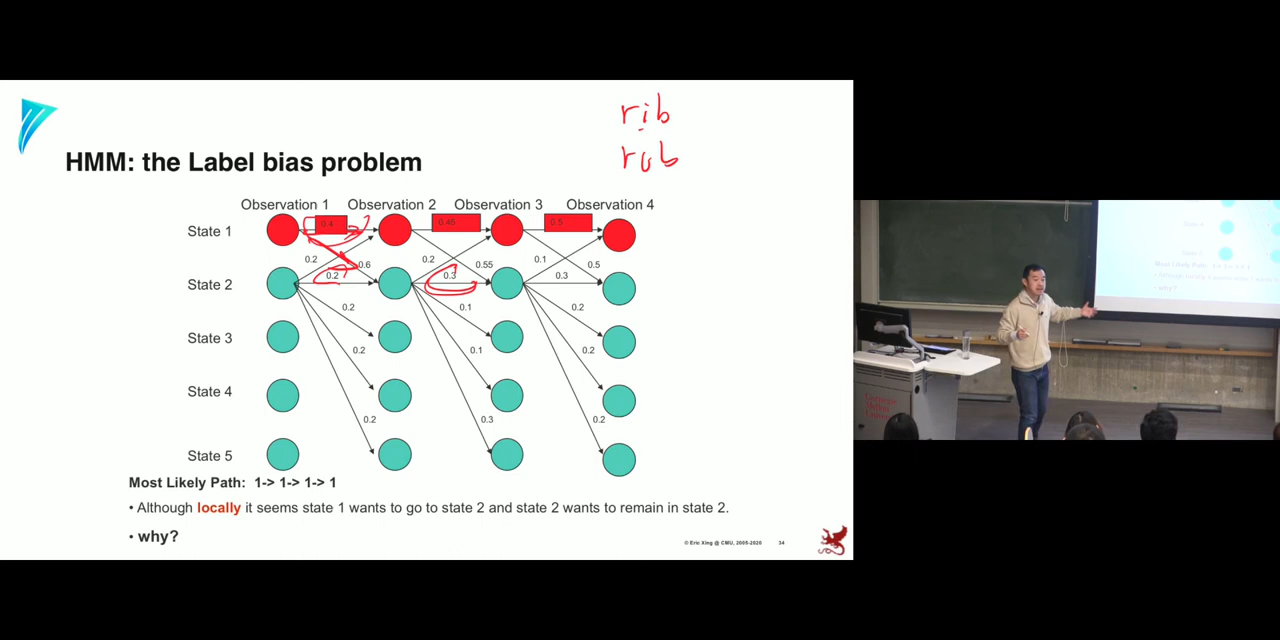 rib
rob
HMM: the Label bias problem
Observation 1 Observation 2 Observation 3 Observation 4
State 1 0.4 0.45 0.5
0.2 0.6 0.2 0.55 0.1 0.5
State 2 0.2 0.3 0.3
0.2 0.1 0.2
State 3
0.2 0.1 0.2
State 4
0.2 0.3 0.2
State 5
Most Likely Path: 1-> 1-> 1-> 1
• Although locally it seems state 1 wants to go to state 2 and state 2 wants to remain in state 2.
• why?
© Eric Xing @ CMU, 2005-2020 34
Carnegie
Mellon
University